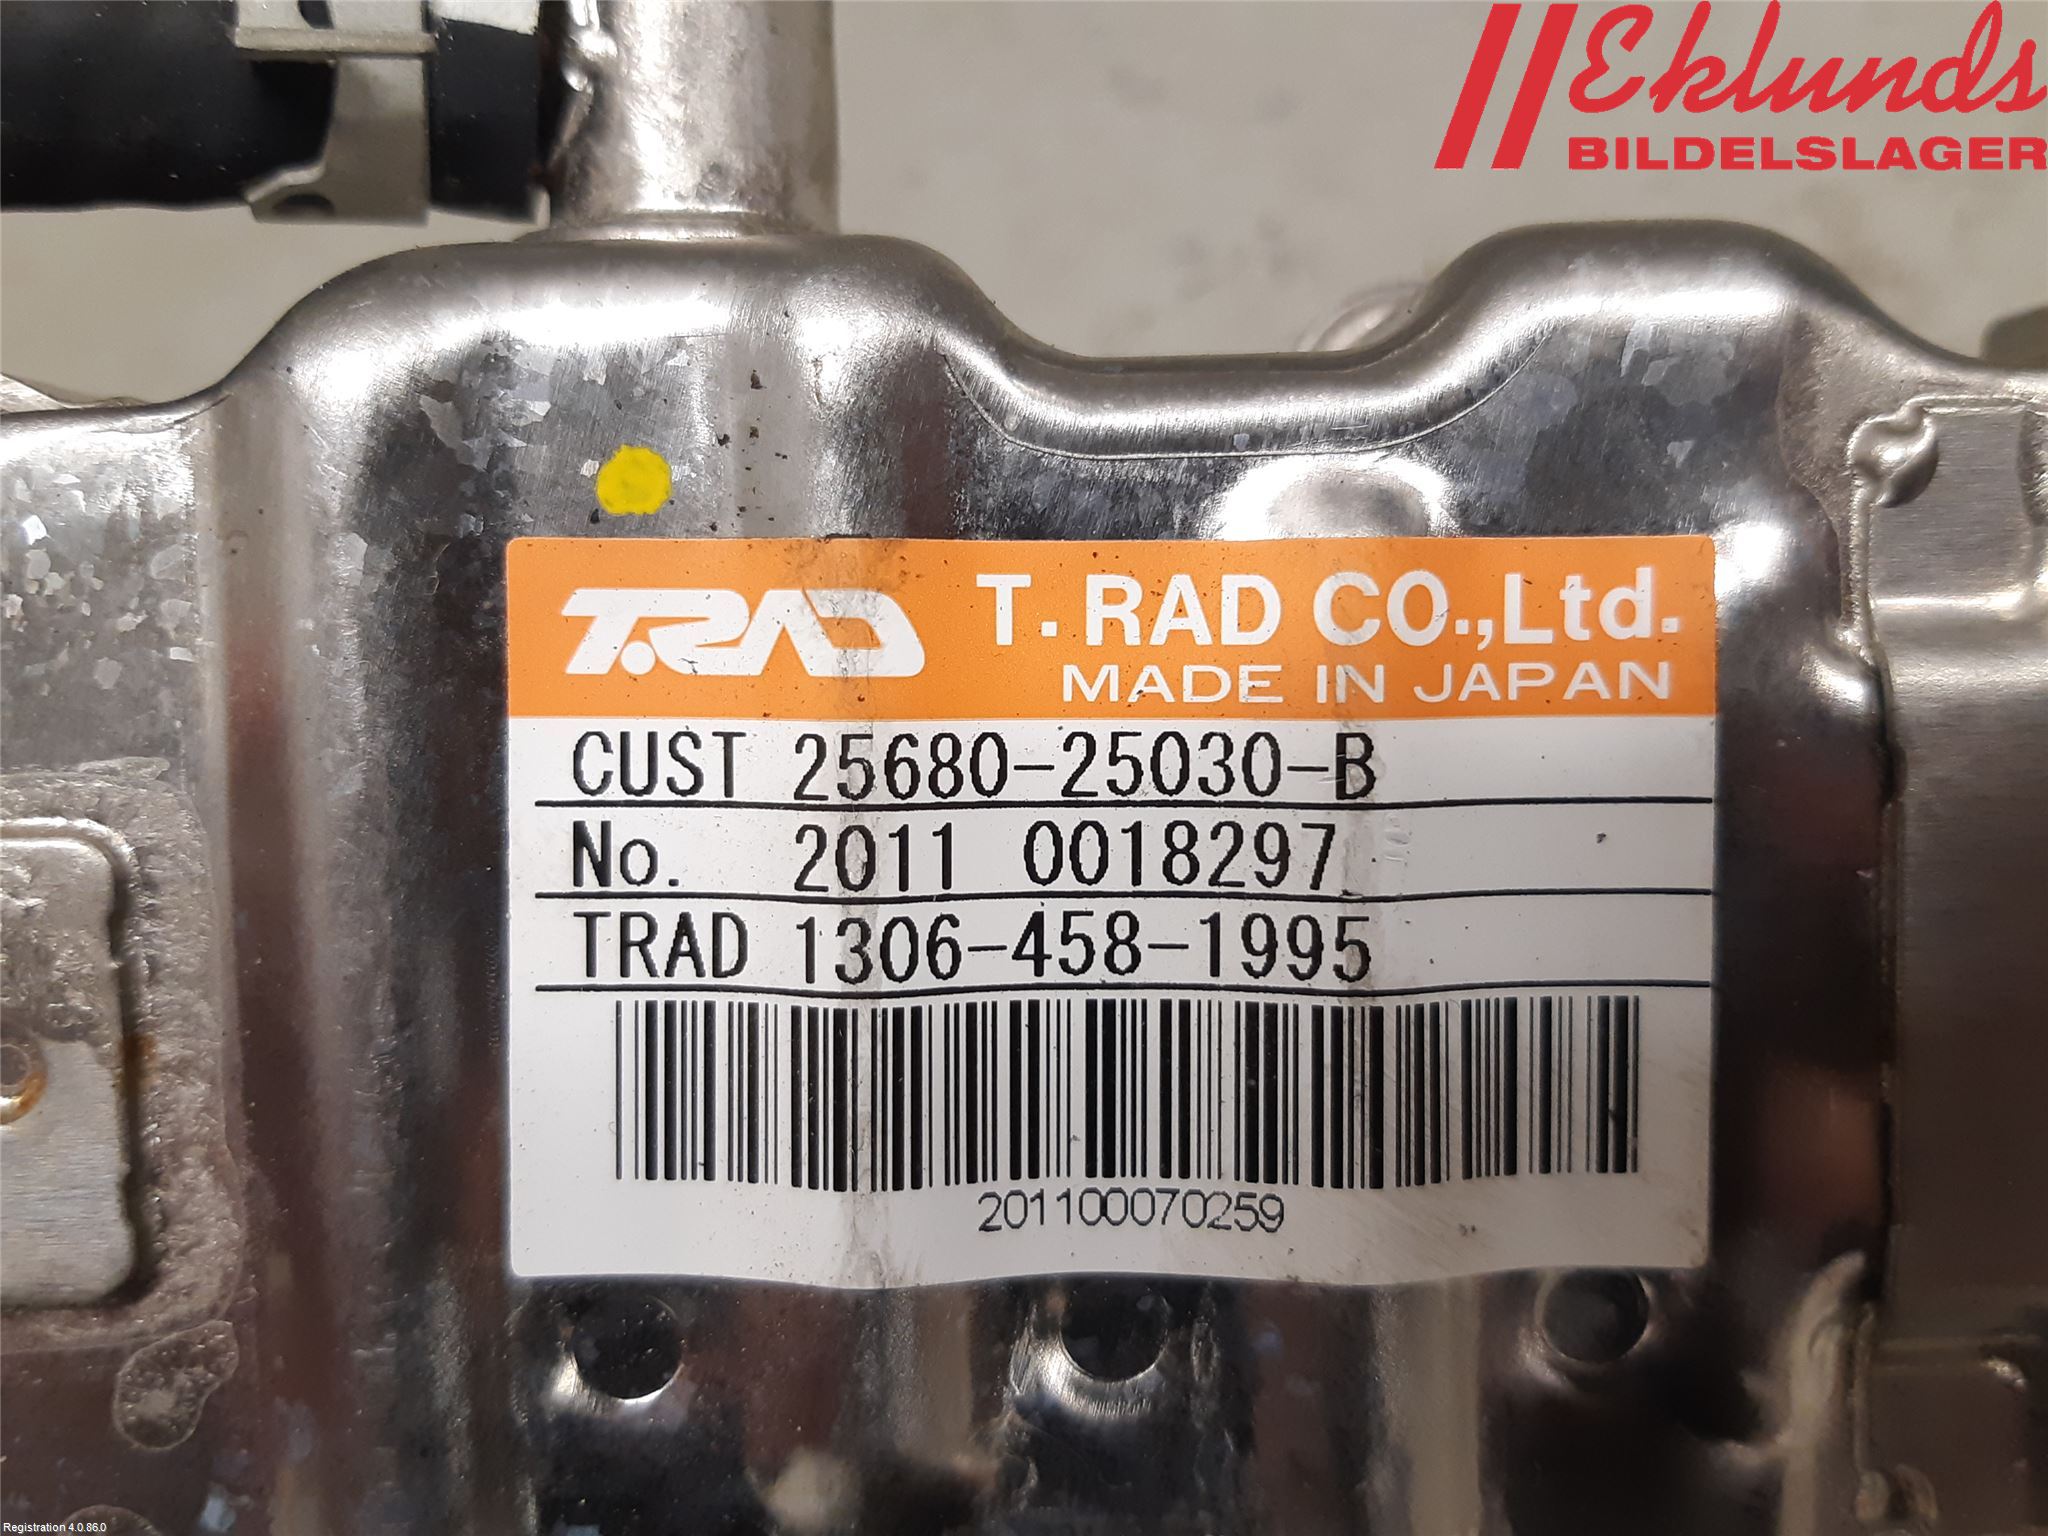 Eklunds
BILDELSLAGER
T.RAD T. RAD CO.,Ltd.
MADE IN JAPAN
CUST 25680-25030-B
No. 2011 0018297
TRAD 1306-458-1995
201100070259
Registration 4.0.86.0